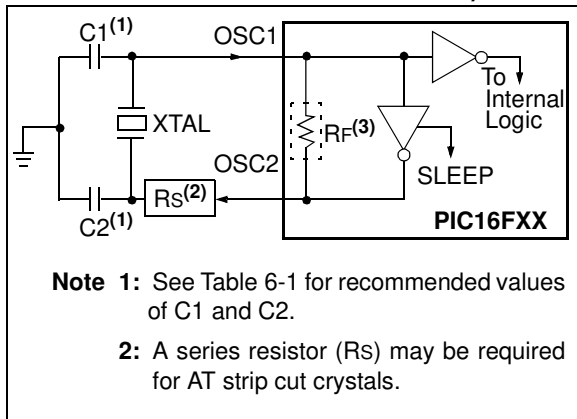 C1(1)
OSC1
To
Internal
Logic
XTAL
RF(3)
OSC2
SLEEP
C2(1)
RS(2)
PIC16FXX
Note 1: See Table 6-1 for recommended values
of C1 and C2.
2: A series resistor (RS) may be required
for AT strip cut crystals.